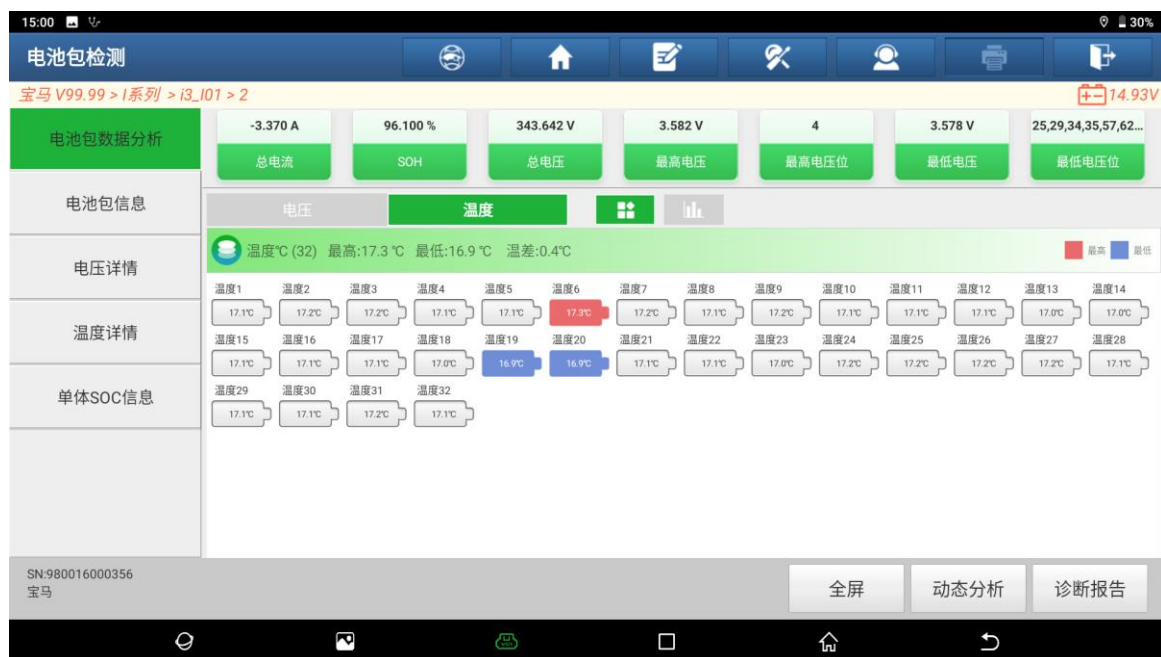 15:00
30%
电池包检测
宝马 V99.99 > I系列 > i3_I01 > 2
14.93V
电池包数据分析
电池包信息
电压详情
温度详情
单体SOC信息
-3.370 A
96.100 %
343.642 V
3.582 V
4
3.578 V
25,29,34,35,57,62...
总电流
SOH
总电压
最高电压
最高电压位
最低电压
最低电压位
电压
温度
温度℃ (32) 最高:17.3 ℃ 最低:16.9 ℃ 温差:0.4℃
最高
最低
温度1 温度2 温度3 温度4 温度5 温度6 温度7 温度8 温度9 温度10 温度11 温度12 温度13 温度14
17.1℃ 17.2℃ 17.2℃ 17.1℃ 17.1℃ 17.3℃ 17.2℃ 17.1℃ 17.2℃ 17.1℃ 17.1℃ 17.1℃ 17.0℃ 17.0℃
温度15 温度16 温度17 温度18 温度19 温度20 温度21 温度22 温度23 温度24 温度25 温度26 温度27 温度28
17.1℃ 17.1℃ 17.1℃ 17.0℃ 16.9℃ 16.9℃ 17.1℃ 17.1℃ 17.0℃ 17.2℃ 17.2℃ 17.2℃ 17.2℃ 17.1℃
温度29 温度30 温度31 温度32
17.1℃ 17.1℃ 17.2℃ 17.1℃
SN:980016000356
宝马
全屏
动态分析
诊断报告